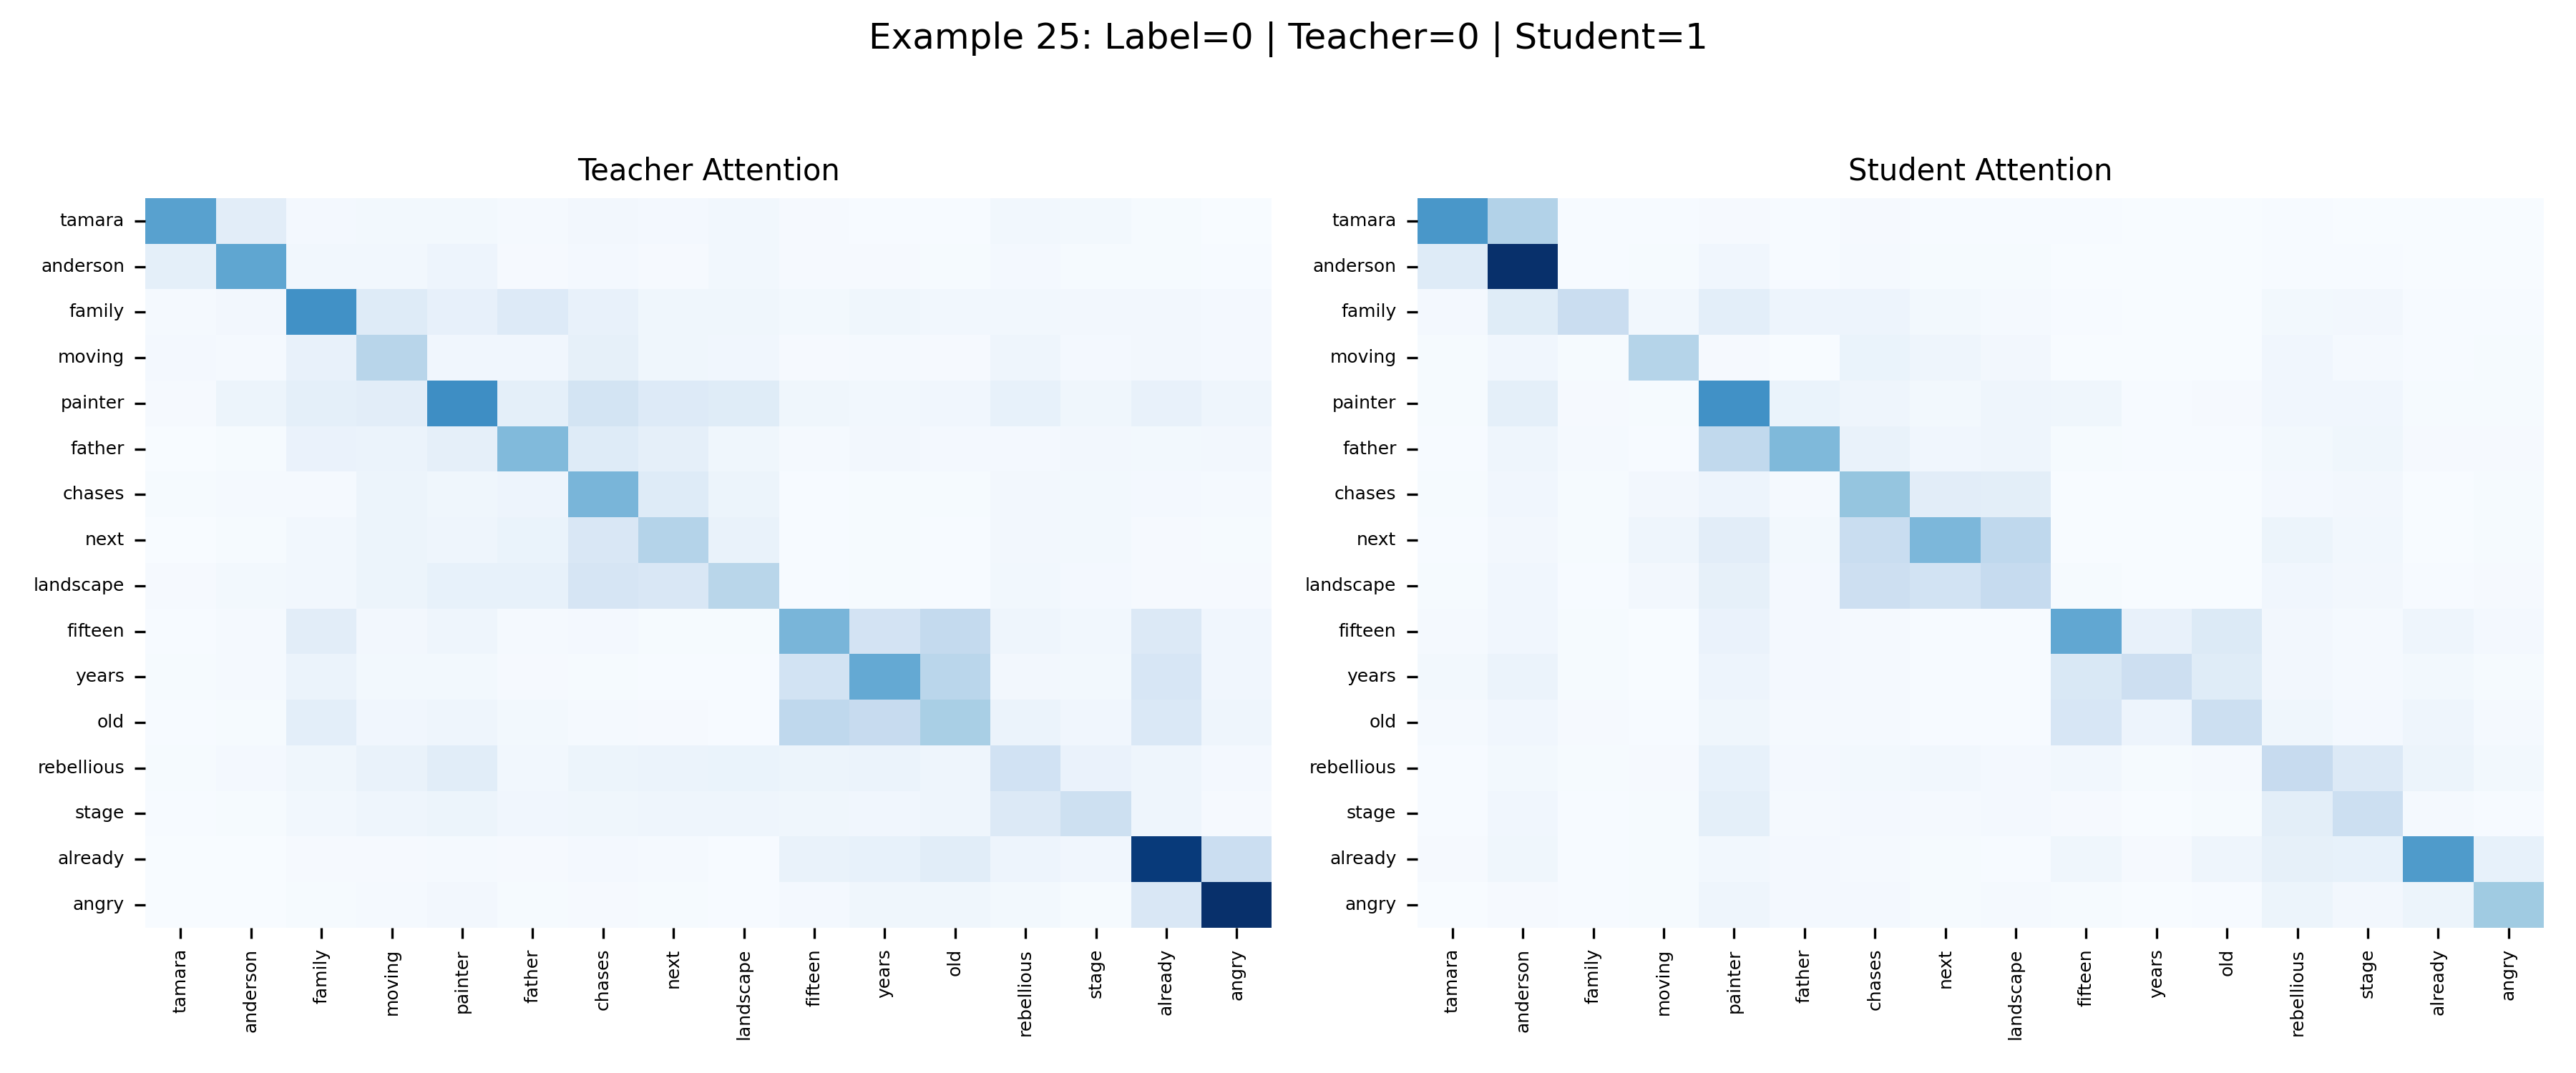 Example 25: Label=0 | Teacher=0 | Student=1
Teacher Attention
tamara
anderson
family
moving
painter
father
chases
next
landscape
fifteen
years
old
rebellious
stage
already
angry
tamara
anderson
family
moving
painter
father
chases
next
landscape
fifteen
years
old
rebellious
stage
already
angry
Student Attention
tamara
anderson
family
moving
painter
father
chases
next
landscape
fifteen
years
old
rebellious
stage
already
angry
tamara
anderson
family
moving
painter
father
chases
next
landscape
fifteen
years
old
rebellious
stage
already
angry